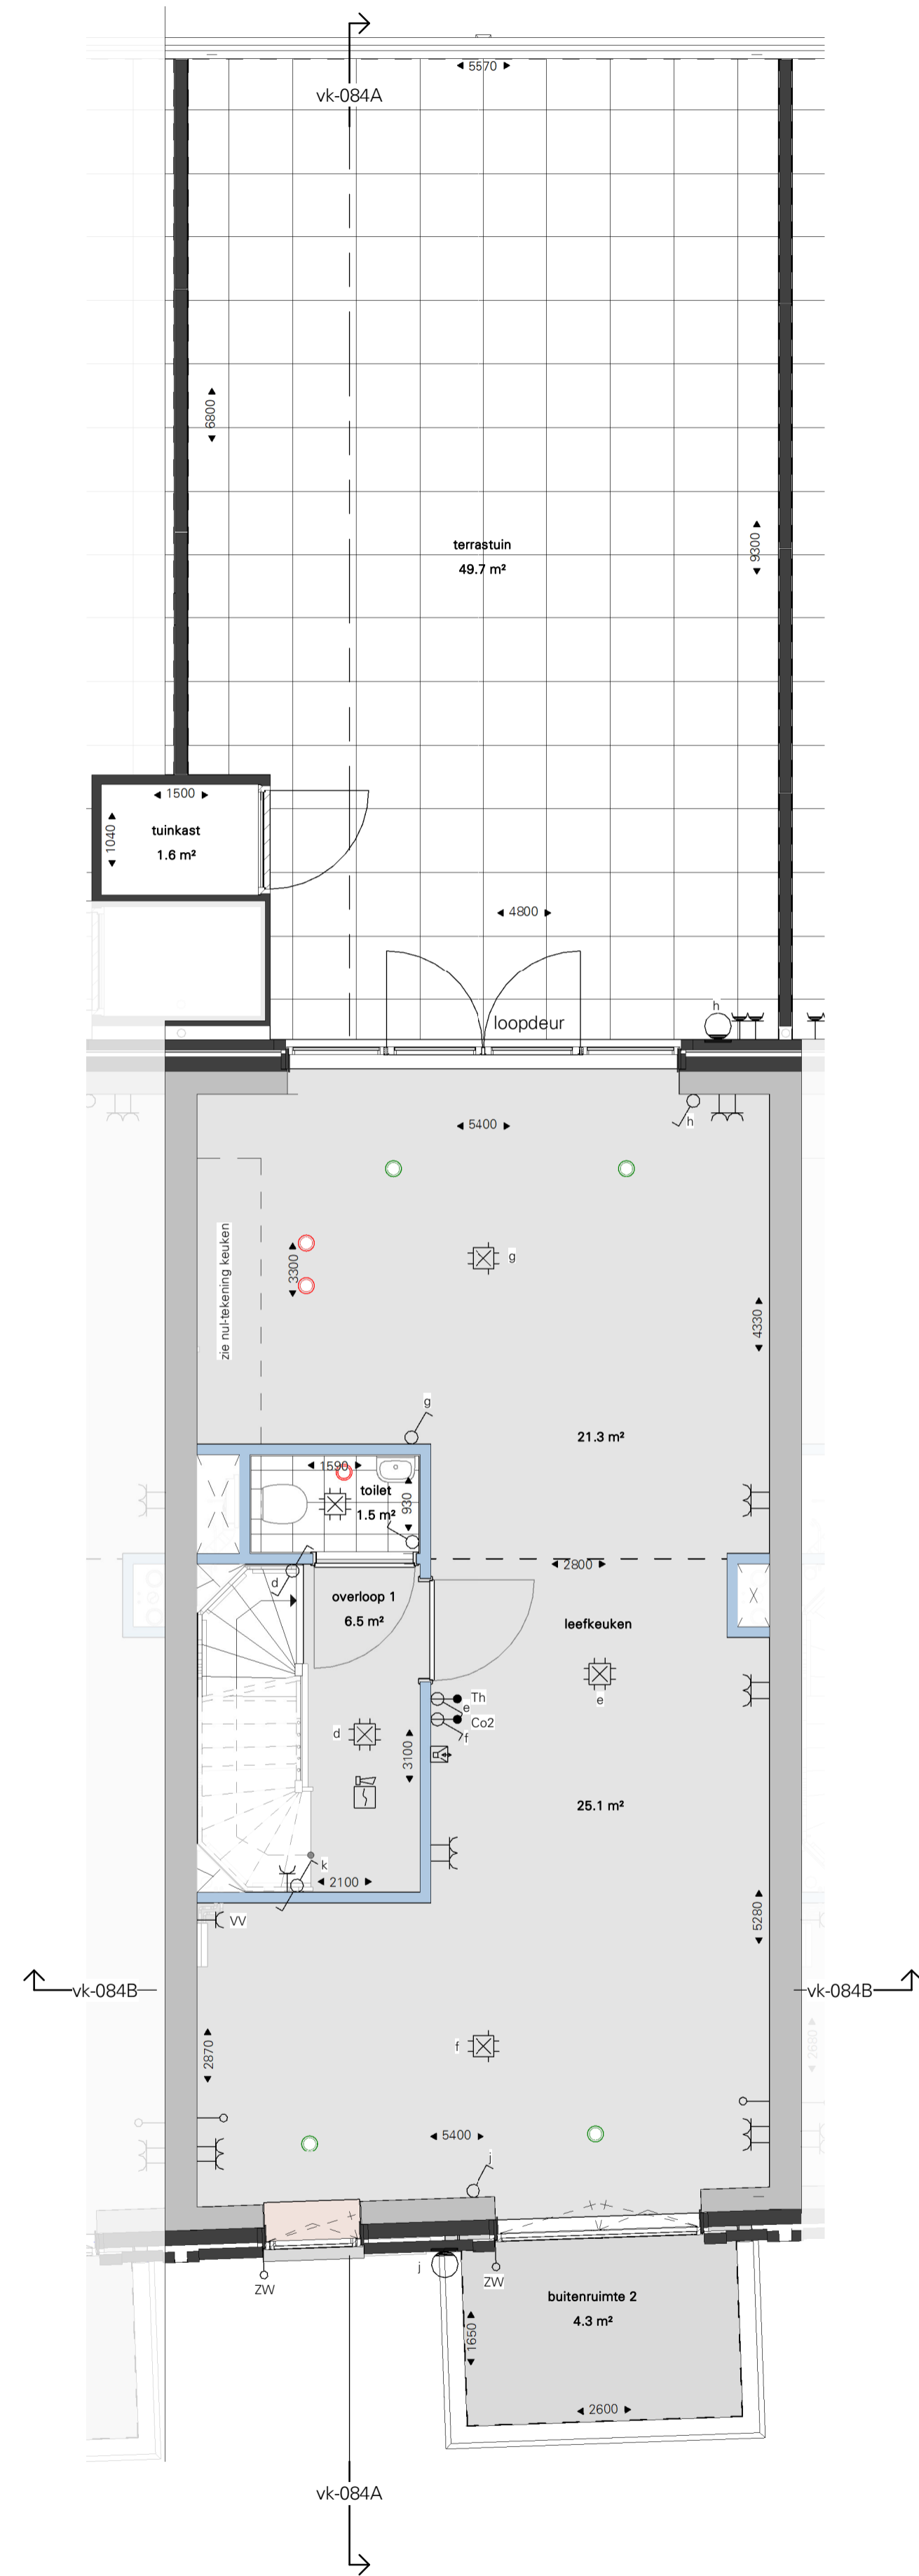 vk-084A
5570
6800
9300
terrastuin
49.7 m²
1500
1040
tuinkast
1.6 m²
4800
loopdeur
h
h
5400
3300
g
zie nul-tekening keuken
4330
g
21.3 m²
1590
toilet
1.5 m²
930
2800
d
overloop 1
6.5 m²
leefkeuken
e
Th
e
Co2
f
d
3100
25.1 m²
k
2100
VV
5280
vk-084B
vk-084B
2870
2680
f
5400
j
ZW
j
ZW
buitenruimte 2
4.3 m²
1650
2600
vk-084A